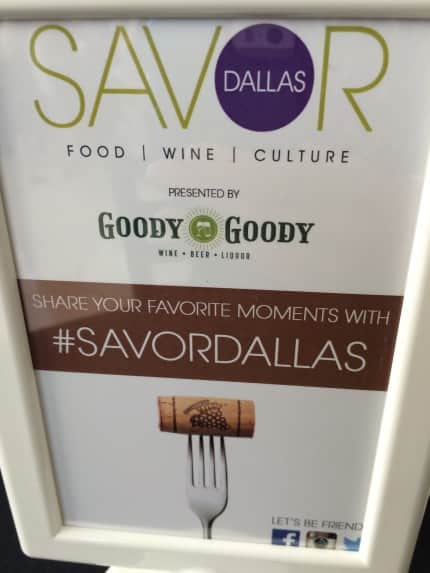 SAVOR
DALLAS
FOOD | WINE | CULTURE
PRESENTED BY
GOODY GOODY
WINE • BEER • LIQUOR
SHARE YOUR FAVORITE MOMENTS WITH
#SAVORDALLAS
LET'S BE FRIEND